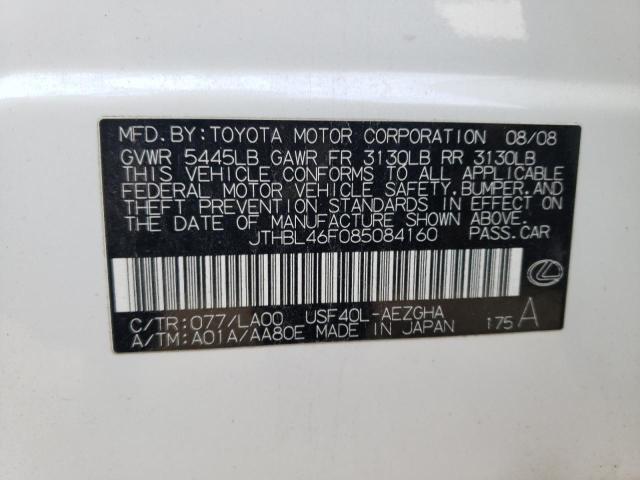 MFD. BY: TOYOTA MOTOR CORPORATION 08/08
GVWR 5445LB GAWR FR 3130LB RR 3130LB
THIS VEHICLE CONFORMS TO ALL APPLICABLE
FEDERAL MOTOR VEHICLE SAFETY, BUMPER, AND
THEFT PREVENTION STANDARDS IN EFFECT ON
THE DATE OF MANUFACTURE SHOWN ABOVE.
JTHBL46F085084160 PASS. CAR
C/TR: 077/LA00 USF40L-AEZGHA
A/TM: A01A/AA80E MADE IN JAPAN 175 A